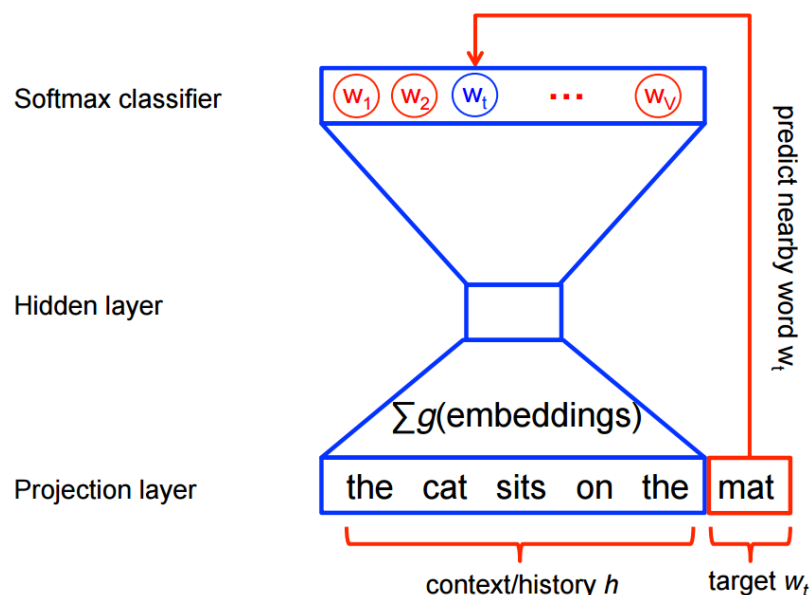 Softmax classifier
w1 w2 wt ... wV
predict nearby word wt
Hidden layer
∑g(embeddings)
Projection layer
the cat sits on the mat
context/history h
target wt